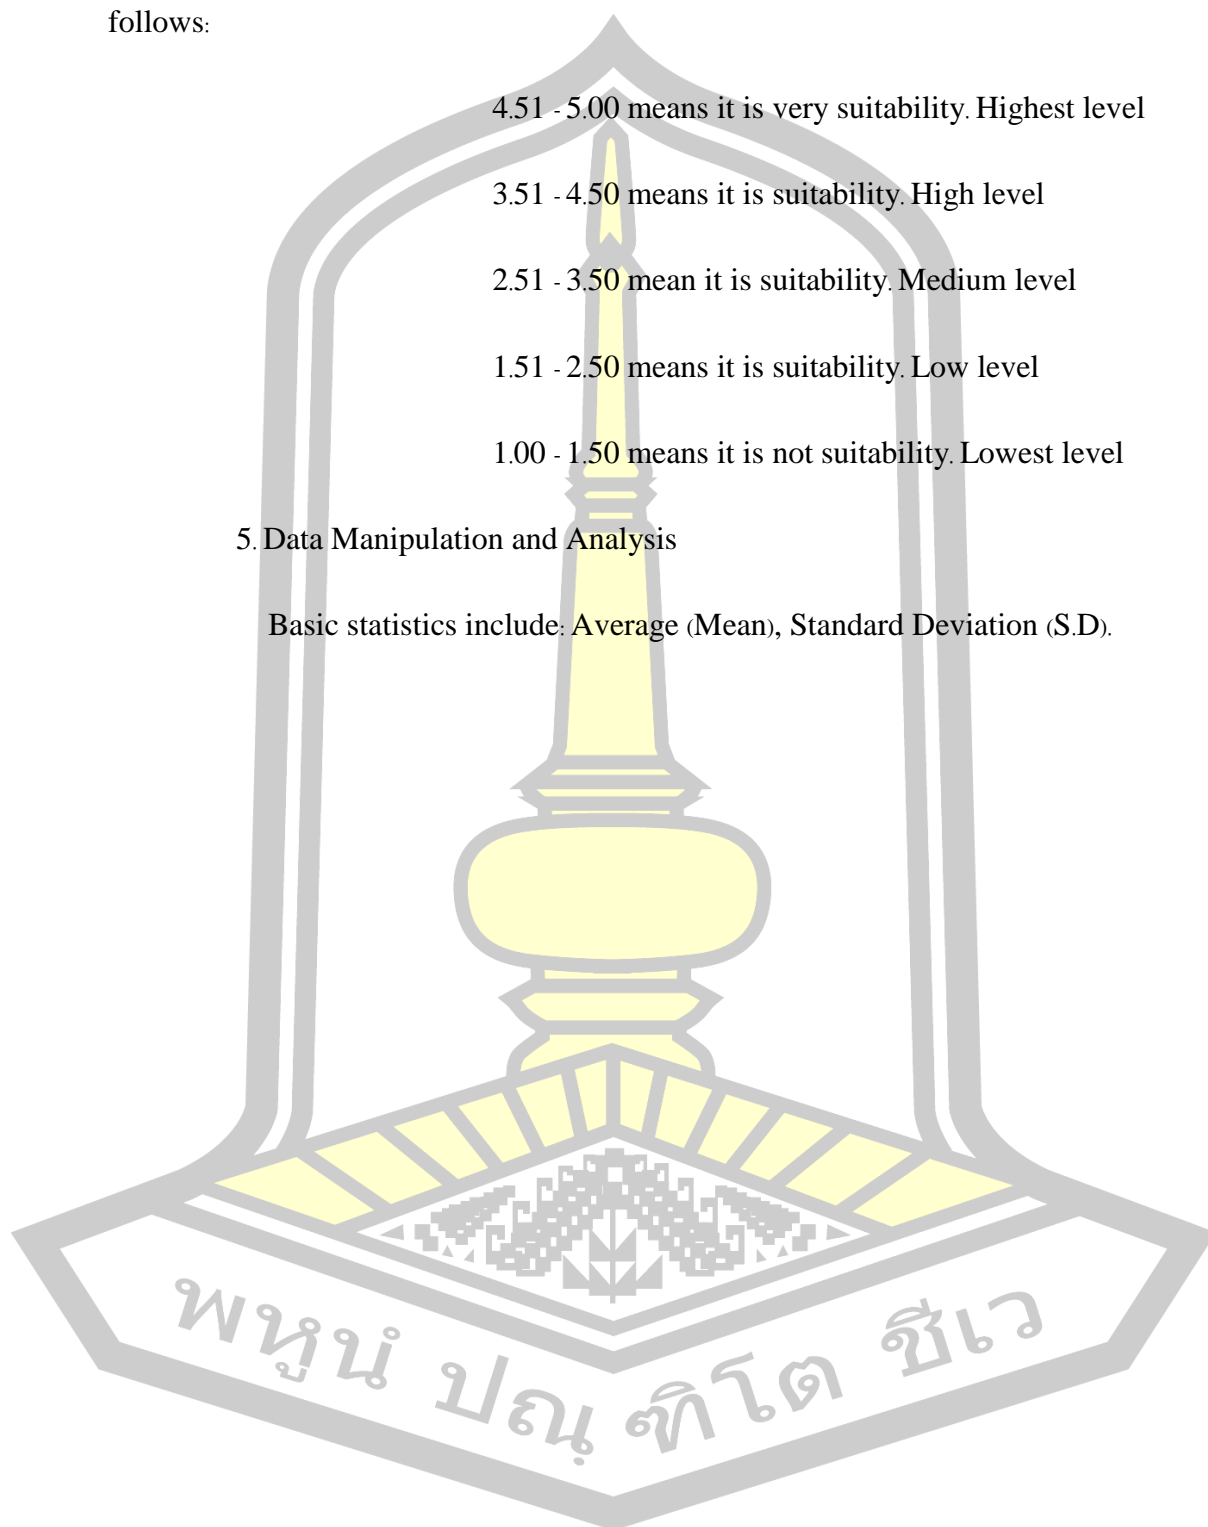 follows:
4.51 - 5.00 means it is very suitability. Highest level
3.51 - 4.50 means it is suitability. High level
2.51 - 3.50 mean it is suitability. Medium level
1.51 - 2.50 means it is suitability. Low level
1.00 - 1.50 means it is not suitability. Lowest level
5. Data Manipulation and Analysis
Basic statistics include: Average (Mean), Standard Deviation (S.D).
พหูนํ ปณฺ ฑิโต ชีเว